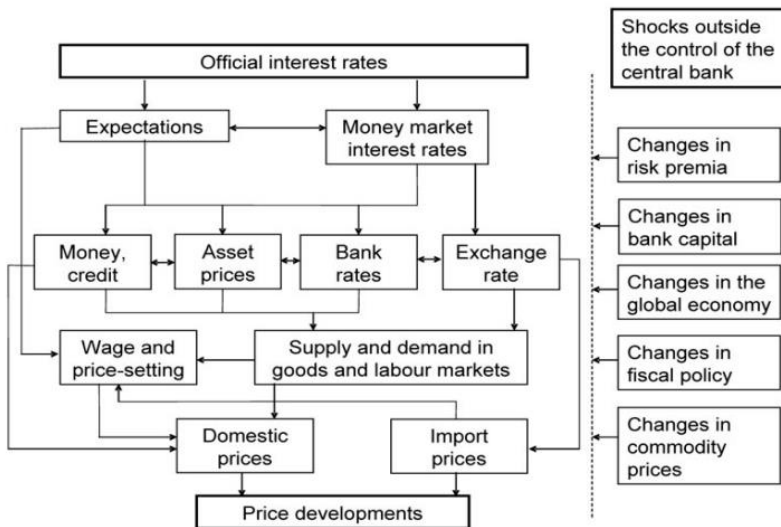 Official interest rates
Shocks outside
the control of the
central bank
Expectations
Money market
interest rates
Changes in
risk premia
Money,
credit
Asset
prices
Bank
rates
Exchange
rate
Changes in
bank capital
Changes in the
global economy
Wage and
price-setting
Supply and demand in
goods and labour markets
Changes in
fiscal policy
Domestic
prices
Import
prices
Changes in
commodity
prices
Price developments